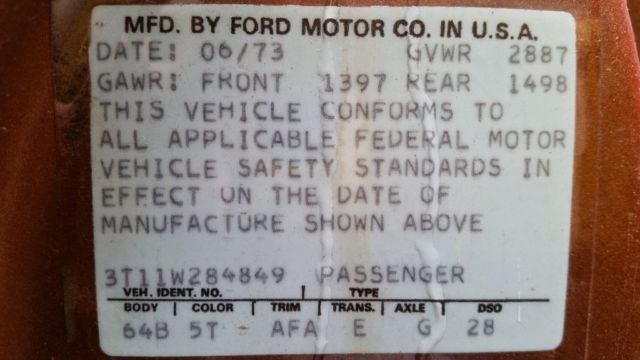 MFD. BY FORD MOTOR CO. IN U.S.A.
DATE: 06/73 GVWR 2887
GAWR: FRONT 1397 REAR 1498
THIS VEHICLE CONFORMS TO
ALL APPLICABLE FEDERAL MOTOR
VEHICLE SAFETY STANDARDS IN
EFFECT ON THE DATE OF
MANUFACTURE SHOWN ABOVE
3T11W284849 PASSENGER
VEH. IDENT. NO. TYPE
BODY COLOR TRIM TRANS. AXLE DSO
64B 5T AFA E G 28